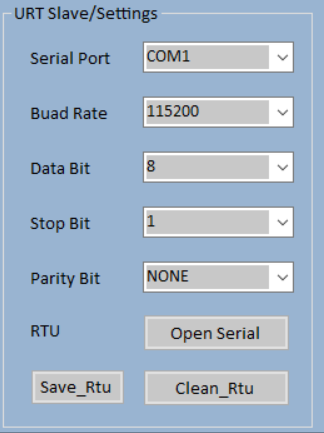 URT Slave/Settings
Serial Port COM1
Buad Rate 115200
Data Bit 8
Stop Bit 1
Parity Bit NONE
RTU Open Serial
Save_Rtu Clean_Rtu